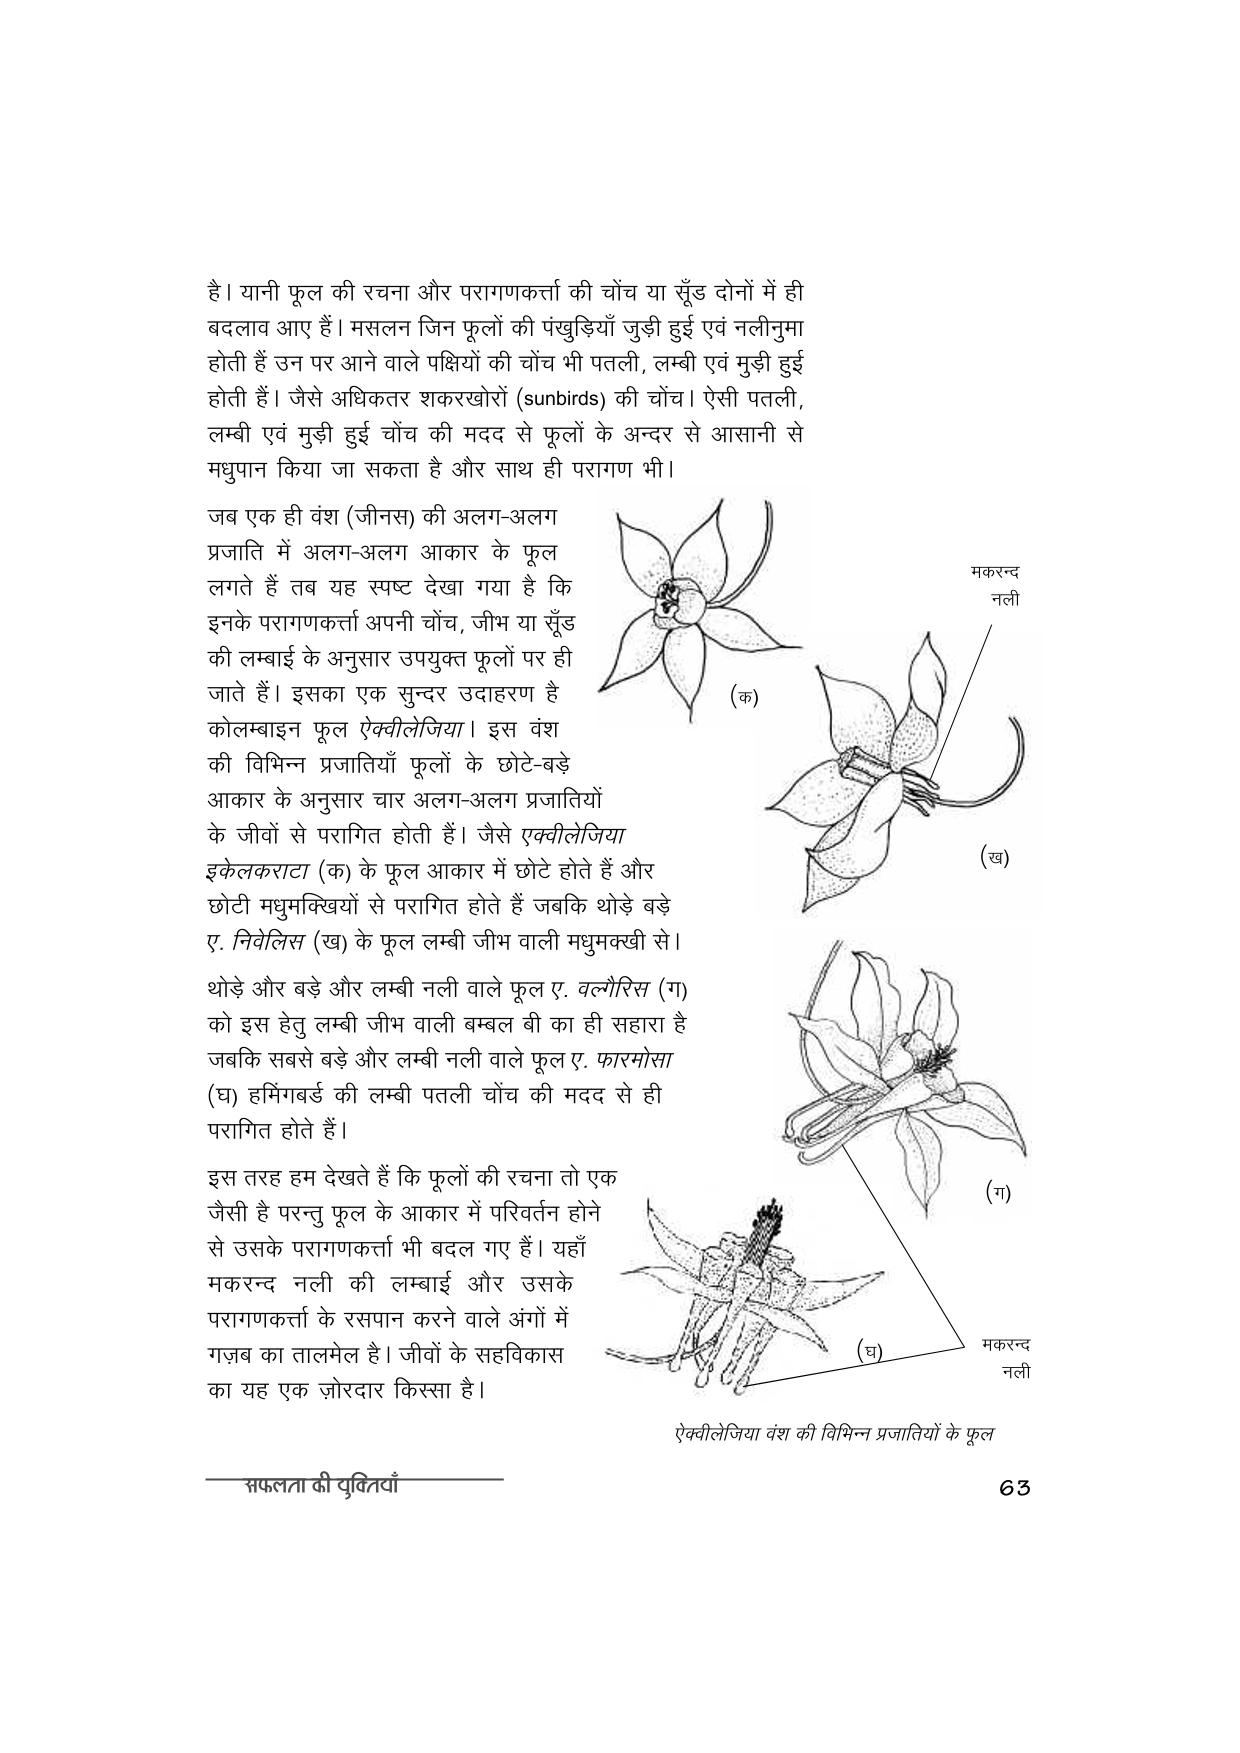 है। यानी फूल की रचना और परागणकर्त्ता की चोंच या सूँड दोनों में ही
बदलाव आए हैं। मसलन जिन फूलों की पंखुड़ियाँ जुड़ी हुई एवं नलीनुमा
होती हैं उन पर आने वाले पक्षियों की चोंच भी पतली, लम्बी एवं मुड़ी हुई
होती हैं। जैसे अधिकतर शकरखोरों (sunbirds) की चोंच। ऐसी पतली,
लम्बी एवं मुड़ी हुई चोंच की मदद से फूलों के अन्दर से आसानी से
मधुपान किया जा सकता है और साथ ही परागण भी।
जब एक ही वंश (जीनस) की अलग-अलग
प्रजाति में अलग-अलग आकार के फूल
लगते हैं तब यह स्पष्ट देखा गया है कि
इनके परागणकर्त्ता अपनी चोंच, जीभ या सूँड
की लम्बाई के अनुसार उपयुक्त फूलों पर ही
जाते हैं। इसका एक सुन्दर उदाहरण है
कोलम्बाइन फूल ऐक्वीलेजिया। इस वंश
की विभिन्न प्रजातियाँ फूलों के छोटे-बड़े
आकार के अनुसार चार अलग-अलग प्रजातियों
के जीवों से परागित होती हैं। जैसे एक्वीलेजिया
इकेलकराटा (क) के फूल आकार में छोटे होते हैं और
छोटी मधुमक्खियों से परागित होते हैं जबकि थोड़े बड़े
ए. निवेलिस (ख) के फूल लम्बी जीभ वाली मधुमक्खी से।
थोड़े और बड़े और लम्बी नली वाले फूल ए. वल्गैरिस (ग)
को इस हेतु लम्बी जीभ वाली बम्बल बी का ही सहारा है
जबकि सबसे बड़े और लम्बी नली वाले फूल ए. फारमोसा
(घ) हमिंगबर्ड की लम्बी पतली चोंच की मदद से ही
परागित होते हैं।
इस तरह हम देखते हैं कि फूलों की रचना तो एक
जैसी है परन्तु फूल के आकार में परिवर्तन होने
से उसके परागणकर्त्ता भी बदल गए हैं। यहाँ
मकरन्द नली की लम्बाई और उसके
परागणकर्त्ता के रसपान करने वाले अंगों में
गज़ब का तालमेल है। जीवों के सहविकास
का यह एक ज़ोरदार किस्सा है।
मकरन्द
नली
(क)
(ख)
(ग)
(घ)
मकरन्द
नली
ऐक्वीलेजिया वंश की विभिन्न प्रजातियों के फूल
सफलता की युक्तियाँ
63